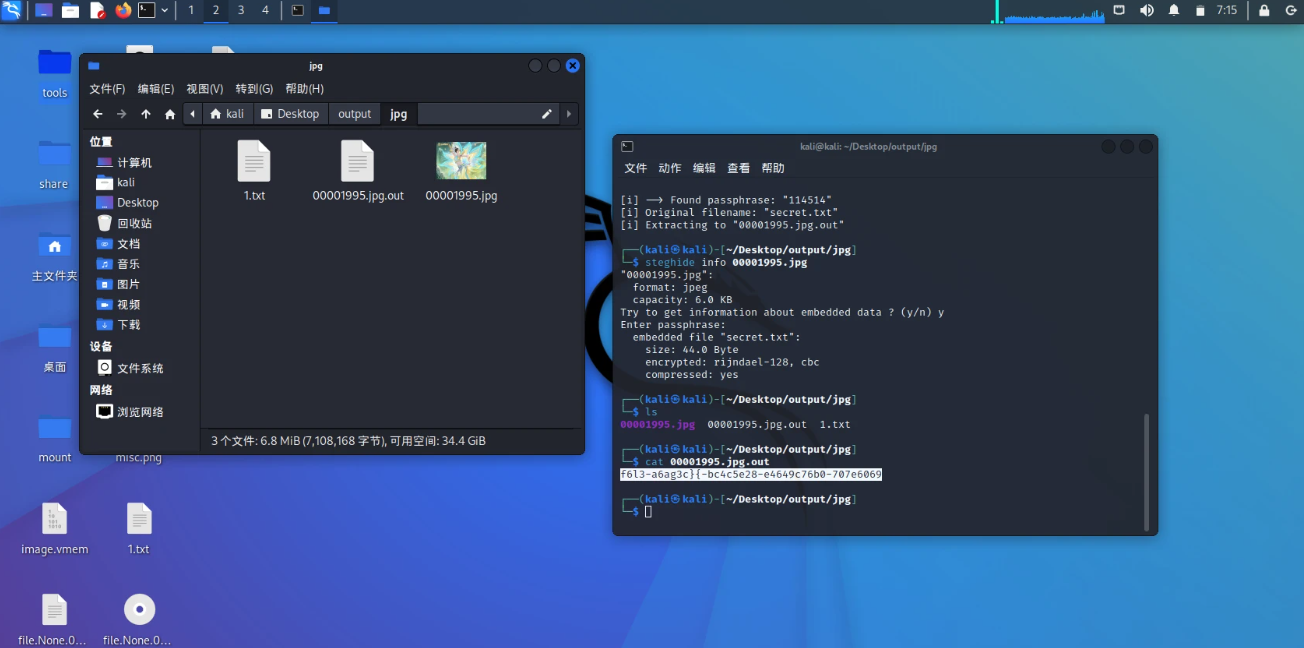 1 2 3 4
7:15
tools
share
主文件夹
桌面
mount
misc.png
image.vmem
1.txt
file.None.0...
file.None.0...
jpg
文件(F) 编辑(E) 视图(V) 转到(G) 帮助(H)
kali Desktop output jpg
位置
计算机
kali
Desktop
回收站
文档
音乐
图片
视频
下载
设备
文件系统
网络
浏览网络
1.txt
00001995.jpg.out
00001995.jpg
3 个文件: 6.8 MiB (7,108,168 字节), 可用空间: 34.4 GiB
kali@kali: ~/Desktop/output/jpg
文件 动作 编辑 查看 帮助
[i] —> Found passphrase: "114514"
[i] Original filename: "secret.txt"
[i] Extracting to "00001995.jpg.out"
┌──(kali㉿kali)-[~/Desktop/output/jpg]
└─$ steghide info 00001995.jpg
"00001995.jpg":
format: jpeg
capacity: 6.0 KB
Try to get information about embedded data ? (y/n) y
Enter passphrase:
embedded file "secret.txt":
size: 44.0 Byte
encrypted: rijndael-128, cbc
compressed: yes
┌──(kali㉿kali)-[~/Desktop/output/jpg]
└─$ ls
00001995.jpg 00001995.jpg.out 1.txt
┌──(kali㉿kali)-[~/Desktop/output/jpg]
└─$ cat 00001995.jpg.out
f6l3-a6ag3c}{-bc4c5e28-e4649c76b0-707e6069
┌──(kali㉿kali)-[~/Desktop/output/jpg]
└─$